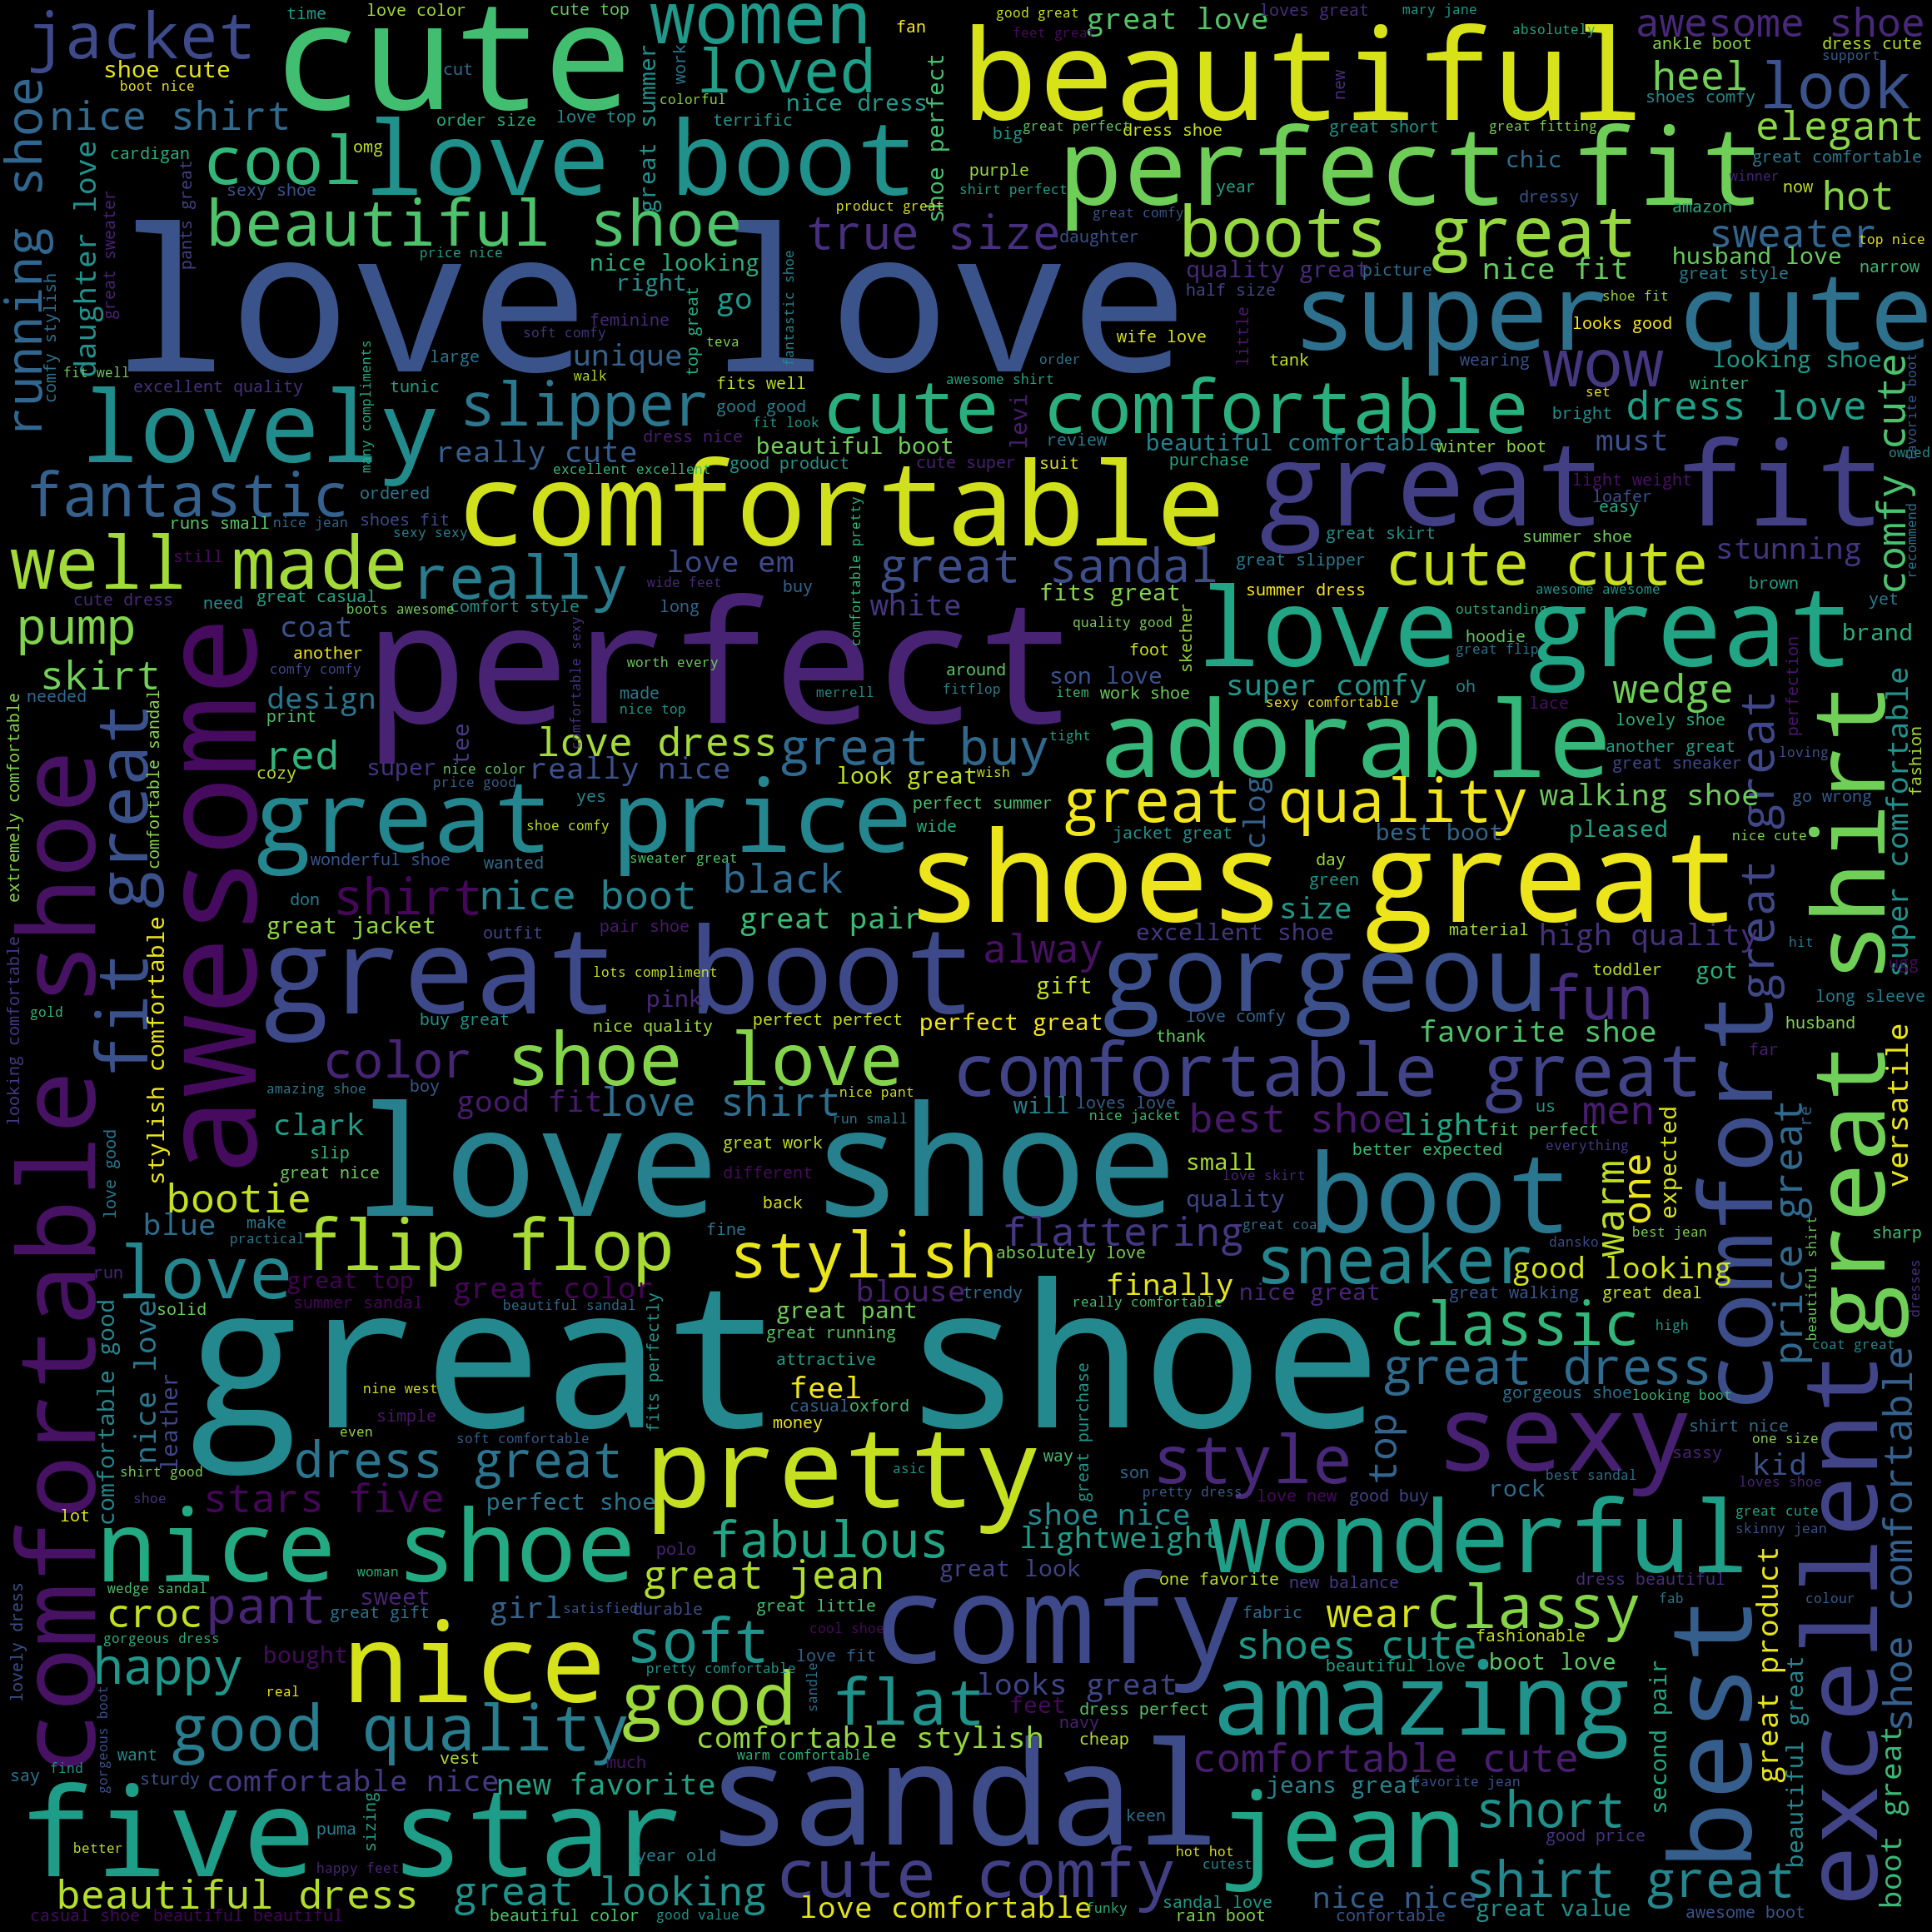 time
love color
cute top
women
good great
feet great
great love
loves great
mary jane
absolutely
awesome shoe
jacket
cute
fan
beautiful
ankle boot
dress cute
support
shoe cute
boot nice
cut
work
loved
new
heel
look
shoes comfy
running shoe
nice shirt
colorful
nice dress
order size
love top
great summer
terrific
shoe perfect
big
great perfect
dress shoe
great short
great fitting
elegant
cardigan
daughter love
cool
omg
love boot
perfect fit
purple
chic
great comfortable
sexy shoe
shirt perfect
year
dressy
winner
now
hot
comfy stylish
pants great
beautiful shoe
product great
great comfy
amazon
great sweater
true size
daughter
boots great
sweater
top nice
price nice
nice looking
love love
quality great
picture
nice fit
husband love
great style
narrow
right
go
half size
super cute
shoe fit
feminine
soft comfy
top great
fantastic shoe
teva
wife love
little
looks good
large
unique
order
tank
wearing
wow
looking shoe
comfy cute
favorite boot
fit well
many compliments
walk
excellent quality
tunic
slipper
fits well
awesome shirt
set
winter
lovely
good good
cute comfortable
bright
dress love
fit look
levi
really cute
dress nice
beautiful boot
review
beautiful comfortable
winter boot
must
owned
excellent excellent
good product
cute super
suit
purchase
great fit
light weight
fantastic
ordered
comfortable
loafer
easy
recommend boot
runs small
nice jean
shoes fit
sexy sexy
comfortable pretty
great skirt
summer shoe
well made
still
really
love em
great sandal
great slipper
cute cute
stunning
wide feet
cute dress
need
great casual
boots awesome
comfort style
long
buy
white
fits great
summer dress
awesome awesome
brown
yet
pump
coat
perfect
quality good
skecher
love great
outstanding
hoodie
great flip
brand
another
comfy comfy
worth every
around
foot
son love
skirt
awesome
design
comfortable sexy
made
nice top
merrell
fitflop
item
work shoe
super comfy
oh
wedge
perfection
super comfortable
needed
extremely comfortable
comfortable sandal
fit great
print
sexy comfortable
lace
lovely shoe
adorable
red
tee
love dress
great buy
tight
another great
great sneaker
loving
fashion
cozy
super
nice color
price good
really nice
look great
wish
great great
great shirt
great price
yes
shoe comfy
perfect summer
wide
great quality
walking shoe
go wrong
clog
jacket great
best boot
pleased
nice cute
wonderful shoe
wanted
sweater great
shoes great
day
green
don
shirt
nice boot
black
great pair
size
great jacket
outfit
pair shoe
excellent shoe
material
high quality
hit
great boot
lots compliment
alway
gorgeou
toddler
got
ugg
gold
pink
gift
fun
long sleeve
looking comfortable
stylish comfortable
buy great
nice quality
perfect perfect
perfect great
love comfy
favorite shoe
husband
color
shoe love
thank
far
versatile
comfortable shoe
amazing shoe
boy
comfortable great
comfort
nice pant
good fit
love shirt
run small
will
loves love
nice jacket
best shoe
us
men
clark
love shoe
great work
light
fit perfect
expected
price great
re
love good
slip
great nice
better expected
everything
different
small
love skirt
boot
warm
one
bootie
back
quality
blue
make
practical
flip flop
fine
stylish
flattering
great coat
dansko
best jean
beautiful shirt
sharp
run
love
absolutely love
sneaker
good looking
great top
great color
finally
summer sandal
blouse
trendy
nice great
great walking
great deal
dresses
comfortable good
solid
nice love
beautiful sandal
fits perfectly
great pant
really comfortable
classic
high
great running
great shoe
coat great
attractive
great dress
nine west
feel
gorgeous shoe
looking boot
shoe comfortable
leather
simple
casual
oxford
money
great purchase
top good
sexy
shirt nice
one size
even
soft comfortable
shirt good
dress great
pretty
asic
way
son
style
best sandal
sassy
kid
loves shoe
shoe
stars five
perfect shoe
pretty dress
love new
good buy
rock
excellent
lot
nice shoe
shoe nice
great cute
skinny jean
polo
fabulous
lightweight
wonderful
woman
wedge sandal
great jean
great look
one favorite
new balance
dress beautiful
great product
lovely dress
croc
pant
sweet
great gift
girl
satisfied
durable
great little
comfy
fabric
wear
classy
fab
colour
gorgeous dress
cool shoe
soft
shoes cute
fashionable
happy
bought
nice
pretty comfortable
love fit
beautiful love
boot love
best
real
good
sandle
flat
looks great
feet
dress perfect
amazing
second pair
beautiful great
gorgeous boot
good quality
navy
comfortable stylish
cheap
want
vest
much
warm comfortable
comfortable cute
say
find
sturdy
comfortable nice
new favorite
sandal
jeans great
favorite jean
boot great
five star
keen
jean
short
puma
sizing
good price
better
year old
happy feet
hot hot
cutest
cute comfy
shirt great
beautiful dress
great looking
love comfortable
sandal love
nice nice
great value
casual shoe
beautiful beautiful
beautiful color
good value
funky
rain boot
confortable
awesome boot